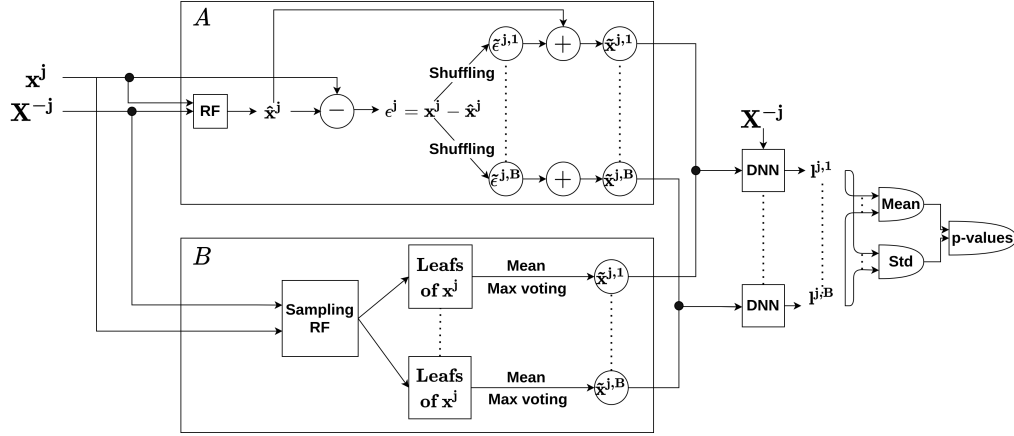 A
x^j
X^{-j}
RF
x̂^j
−
ϵ^j = x^j − x̂^j
Shuffling
Shuffling
ϵ̃^{j,1}
+
x̃^{j,1}
ϵ̃^{j,B}
+
x̃^{j,B}
B
Sampling
RF
Leafs
of x^j
Mean
Max voting
x̃^{j,1}
Leafs
of x^j
Mean
Max voting
x̃^{j,B}
X^{-j}
DNN
l^{j,1}
DNN
l^{j,B}
Mean
Std
p-values